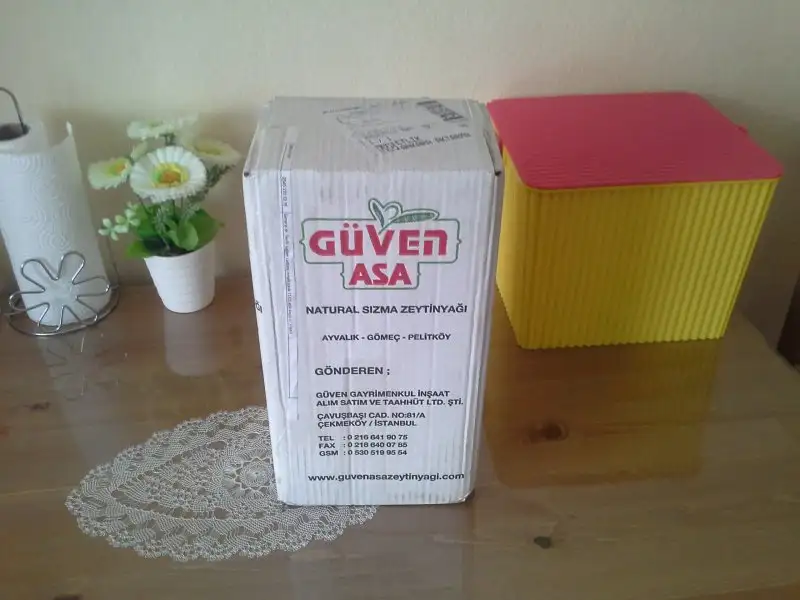 GÜVEN
ASA
NATURAL SIZMA ZEYTİNYAĞI
AYVALIK - GÖMEÇ - PELİTKÖY
GÖNDEREN ;
GÜVEN GAYRİMENKUL İNŞAAT
ALIM SATIM VE TAAHHÜT LTD. ŞTİ.
ÇAVUŞBAŞI CAD. NO:81/A
ÇEKMEKÖY / İSTANBUL
TEL : 0 216 641 90 75
FAX : 0 216 640 07 55
GSM : 0 530 519 95 54
www.guvenasazeytinyagi.com